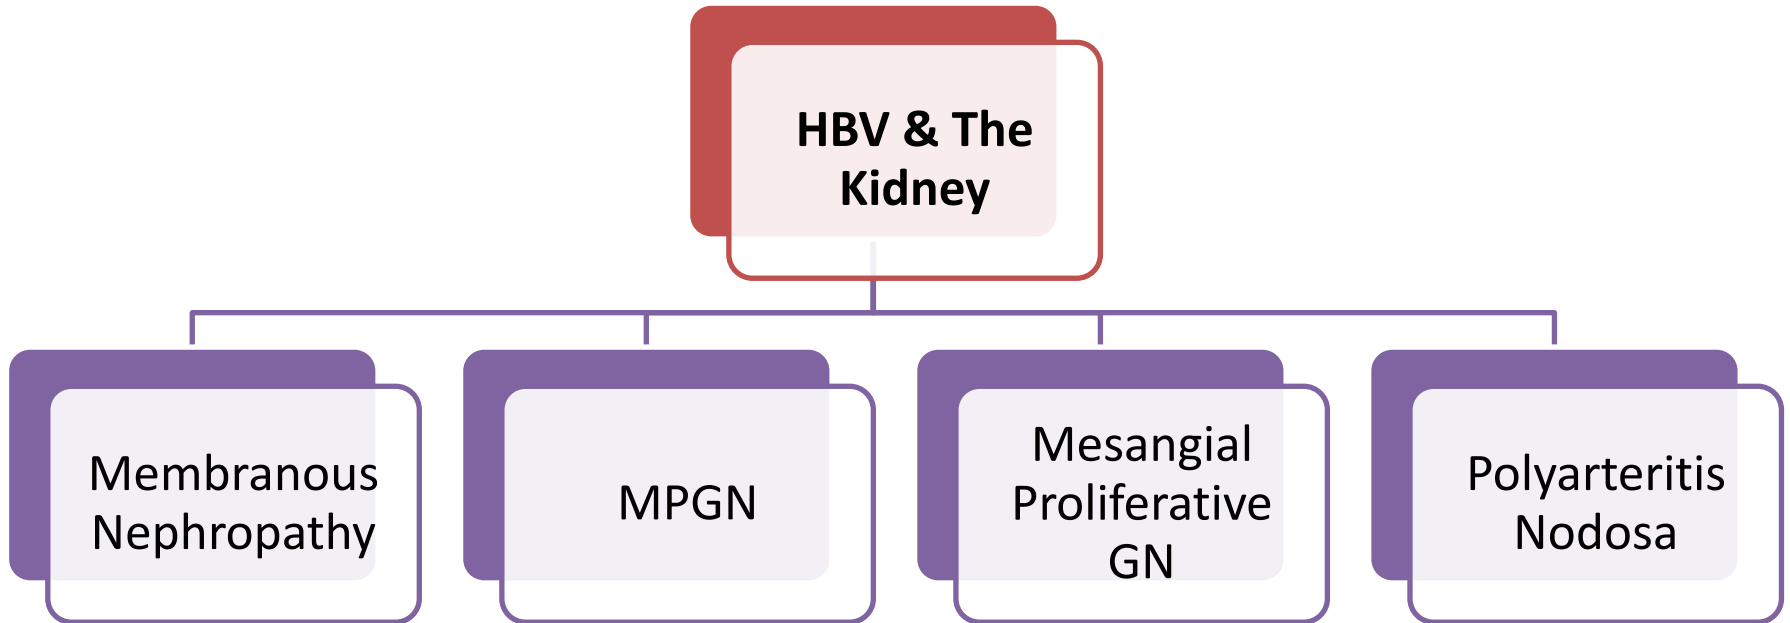 HBV & The
Kidney
Membranous
Nephropathy
MPGN
Mesangial
Proliferative
GN
Polyarteritis
Nodosa